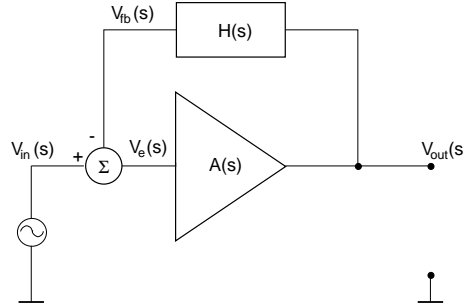 V_fb(s)
H(s)
-
V_in(s)
+
Σ
V_e(s)
A(s)
V_out(s